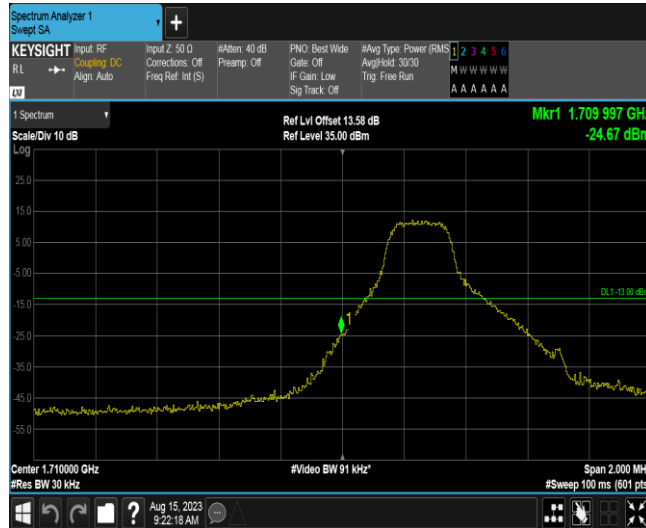 Spectrum Analyzer 1
Swept SA
+
KEYSIGHT Input: RF Input Z: 50 Ω #Atten: 40 dB PNO: Best Wide #Avg Type: Power (RMS 1 2 3 4 5 6
RL Coupling: DC Corrections: Off Preamp: Off Gate: Off Avg|Hold: 30/30 M W W W W W
Align: Auto Freq Ref: Int (S) IF Gain: Low Trig: Free Run
LXI Sig Track: Off A A A A A A
1 Spectrum Ref Lvl Offset 13.58 dB Mkr1 1.709 997 GHz
Scale/Div 10 dB Ref Level 35.00 dBm -24.67 dBm
Log
25.0
15.0
5.00
-5.00
DL1 -13.00 dBm
-15.0
1
-25.0
-35.0
-45.0
-55.0
Center 1.710000 GHz #Video BW 91 kHz* Span 2.000 MH
#Res BW 30 kHz #Sweep 100 ms (601 pts
? Aug 15, 2023
9:22:18 AM